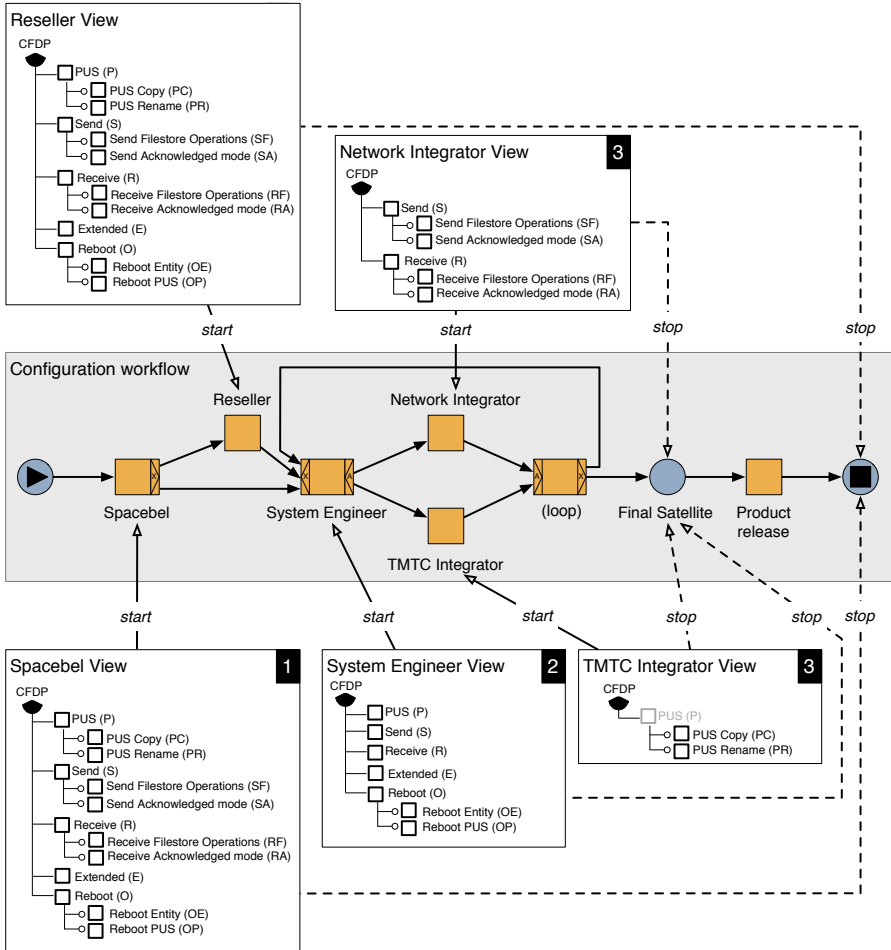 Reseller View
CFDP
PUS (P)
PUS Copy (PC)
PUS Rename (PR)
Send (S)
Send Filestore Operations (SF)
Send Acknowledged mode (SA)
Receive (R)
Receive Filestore Operations (RF)
Receive Acknowledged mode (RA)
Extended (E)
Reboot (O)
Reboot Entity (OE)
Reboot PUS (OP)
Network Integrator View
3
CFDP
Send (S)
Send Filestore Operations (SF)
Send Acknowledged mode (SA)
Receive (R)
Receive Filestore Operations (RF)
Receive Acknowledged mode (RA)
start
start
stop
stop
Configuration workflow
Reseller
Network Integrator
X
X
A
A
X
Spacebel
System Engineer
(loop)
Final Satellite
Product
release
TMTC Integrator
start
start
start
stop
stop
stop
Spacebel View
1
CFDP
PUS (P)
PUS Copy (PC)
PUS Rename (PR)
Send (S)
Send Filestore Operations (SF)
Send Acknowledged mode (SA)
Receive (R)
Receive Filestore Operations (RF)
Receive Acknowledged mode (RA)
Extended (E)
Reboot (O)
Reboot Entity (OE)
Reboot PUS (OP)
System Engineer View
2
CFDP
PUS (P)
Send (S)
Receive (R)
Extended (E)
Reboot (O)
Reboot Entity (OE)
Reboot PUS (OP)
TMTC Integrator View
3
CFDP
PUS (P)
PUS Copy (PC)
PUS Rename (PR)